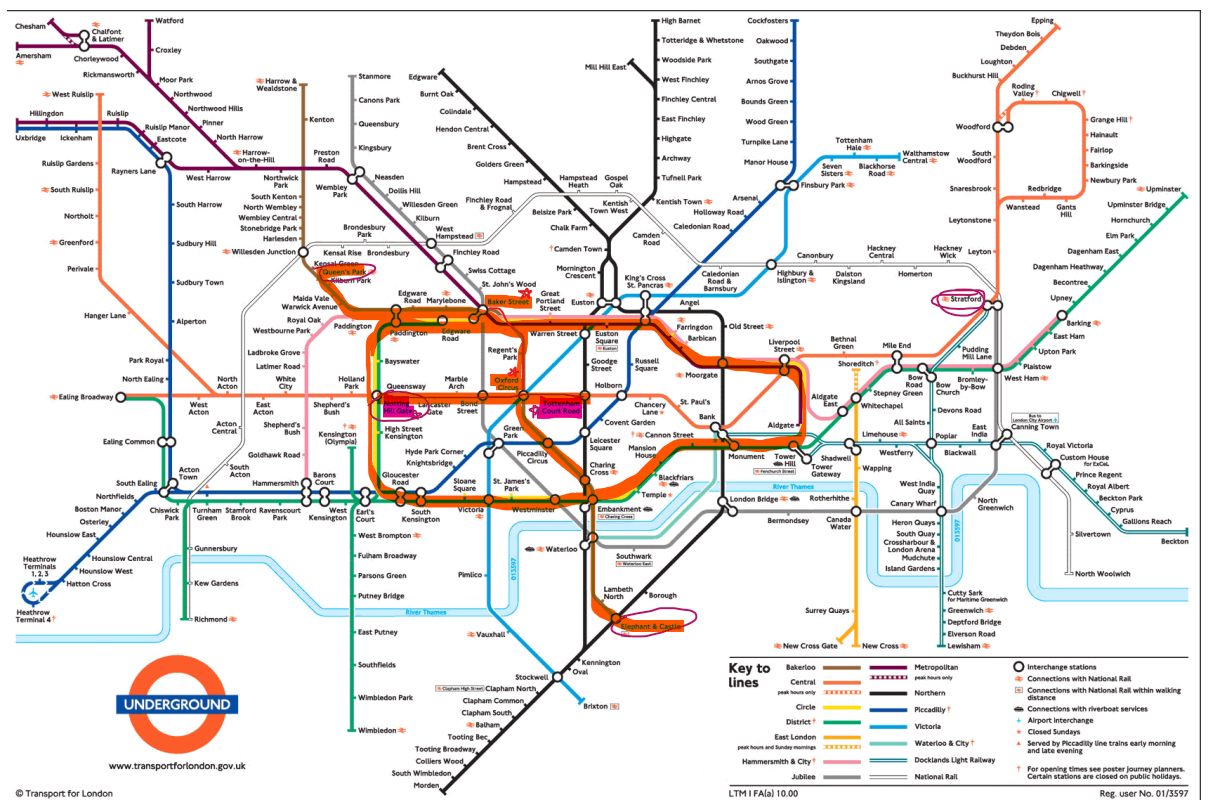 Chesham
Chalfont
& Latimer
Watford
Amersham
Chorleywood
Croxley
Rickmansworth
Moor Park
Northwood
Northwood Hills
Pinner
North Harrow
Harrow-
on-the-Hill
Northwick
Park
Preston
Road
Wembley
Park
West Ruislip
Hillingdon
Ruislip
Uxbridge
Ickenham
Ruislip Manor
Eastcote
Rayners Lane
West Harrow
Ruislip Gardens
South Ruislip
Northolt
Greenford
Perivale
Hanger Lane
South Harrow
Sudbury Hill
Sudbury Town
Alperton
Park Royal
North Ealing
Ealing Broadway
Ealing Common
South Ealing
Northfields
Boston Manor
Osterley
Hounslow East
Hounslow Central
Hounslow West
Hatton Cross
Heathrow
Terminals
1, 2, 3
Heathrow
Terminal 4†
Harrow &
Wealdstone
Kenton
South Kenton
North Wembley
Wembley Central
Stonebridge Park
Harlesden
Willesden Junction
Kensal Green
Queen's Park
Kilburn Park
Maida Vale
Warwick Avenue
Royal Oak
Westbourne Park
Ladbroke Grove
Latimer Road
White
City
Shepherd's
Bush
Goldhawk Road
Hammersmith
Stanmore
Canons Park
Queensbury
Kingsbury
Neasden
Dollis Hill
Willesden Green
Kilburn
West
Hampstead
Finchley Road
Swiss Cottage
St. John's Wood
Baker Street
Brondesbury
Park
Kensal Rise
Brondesbury
Finchley Road
& Frognal
Hampstead
Heath
Gospel
Oak
Kentish
Town West
Camden
Road
Caledonian
Road &
Barnsbury
Canonbury
Highbury &
Islington
Dalston
Kingsland
Hackney
Central
Homerton
Hackney
Wick
Stratford
Edgware
Burnt Oak
Colindale
Hendon Central
Brent Cross
Golders Green
Hampstead
Belsize Park
Chalk Farm
†Camden Town
Mornington
Crescent
Euston
High Barnet
Totteridge & Whetstone
Woodside Park
Mill Hill East
West Finchley
Finchley Central
East Finchley
Highgate
Archway
Tufnell Park
Kentish Town
Cockfosters
Oakwood
Southgate
Arnos Grove
Bounds Green
Wood Green
Turnpike Lane
Manor House
Finsbury Park
Arsenal
Holloway Road
Caledonian Road
King's Cross
St. Pancras
Tottenham
Hale
Seven
Sisters
Blackhorse
Road
Walthamstow
Central
Epping
Theydon Bois
Debden
Loughton
Buckhurst Hill
Roding
Valley†
Chigwell†
Grange Hill†
Hainault
Fairlop
Barkingside
Newbury Park
Woodford
South
Woodford
Snaresbrook
Redbridge
Wanstead
Gants
Hill
Leytonstone
Leyton
Upminster
Upminster Bridge
Hornchurch
Elm Park
Dagenham East
Dagenham Heathway
Becontree
Upney
Barking
East Ham
Upton Park
Plaistow
West Ham
Bromley-
by-Bow
Bow
Road
Bow
Church
Pudding
Mill Lane
Mile End
Stepney Green
Whitechapel
Shoreditch†
Bethnal
Green
Liverpool
Street
Aldgate
East
Aldgate
Moorgate
Old Street
Angel
Farringdon
Barbican
Edgware
Road
Marylebone
Great
Portland
Street
Warren Street
Euston
Square
Euston
Paddington
Paddington
Edgware
Road
Bayswater
Regent's
Park
Goodge
Street
Russell
Square
Holborn
Chancery
Lane
St. Paul's
Bank
Covent Garden
Leicester
Square
Tottenham
Court Road
Oxford
Circus
Bond
Street
Marble
Arch
Lancaster
Gate
Queensway
Notting
Hill Gate
Holland
Park
Shepherd's
Bush
East
Acton
North
Acton
West
Acton
Acton
Central
South
Acton
Acton
Town
Chiswick
Park
Turnham
Green
Stamford
Brook
Ravenscourt
Park
Barons
Court
West
Kensington
Earl's
Court
Kensington
(Olympia)
High Street
Kensington
Gloucester
Road
South
Kensington
Sloane
Square
Victoria
St. James's
Park
Westminster
Embankment
Charing Cross
Charing
Cross
Piccadilly
Circus
Green
Park
Hyde Park Corner
Knightsbridge
Temple
Blackfriars
Mansion
House
Cannon Street
Monument
Tower
Hill
Fenchurch Street
Tower
Gateway
Shadwell
Limehouse
Westferry
Poplar
All Saints
Devons Road
Blackwall
East
India
Canning Town
Bus to
London City Airport
Royal Victoria
Custom House
for ExCeL
Prince Regent
Royal Albert
Beckton Park
Cyprus
Gallions Reach
Beckton
Silvertown
North Woolwich
North
Greenwich
West India
Quay
Canary Wharf
Heron Quays
South Quay
Crossharbour &
London Arena
Mudchute
Island Gardens
Cutty Sark
for Maritime Greenwich
Greenwich
Deptford Bridge
Elverson Road
Lewisham
Wapping
Rotherhithe
Canada
Water
Surrey Quays
New Cross Gate
New Cross
London Bridge
Bermondsey
Southwark
Waterloo East
Waterloo
Lambeth
North
Borough
Elephant & Castle
Kennington
Oval
Stockwell
Brixton
Vauxhall
Pimlico
Clapham High Street
Clapham North
Clapham Common
Clapham South
Balham
Tooting Bec
Tooting Broadway
Colliers Wood
South Wimbledon
Morden
Gunnersbury
Kew Gardens
Richmond
West Brompton
Fulham Broadway
Parsons Green
Putney Bridge
East Putney
Southfields
Wimbledon Park
Wimbledon
River Thames
River Thames
013597
013597
UNDERGROUND
www.transportforlondon.gov.uk
Key to
lines
Bakerloo
Central
peak hours only
Circle
District†
East London
peak hours and Sunday mornings
Hammersmith & City†
Jubilee
Metropolitan
peak hours only
Northern
Piccadilly†
Victoria
Waterloo & City†
Docklands Light Railway
National Rail
Interchange stations
Connections with National Rail
Connections with National Rail within walking
distance
Connections with riverboat services
Airport interchange
Closed Sundays
Served by Piccadilly line trains early morning
and late evening
† For opening times see poster journey planners.
Certain stations are closed on public holidays.
© Transport for London
LTM I FA(a) 10.00
Reg. user No. 01/3597